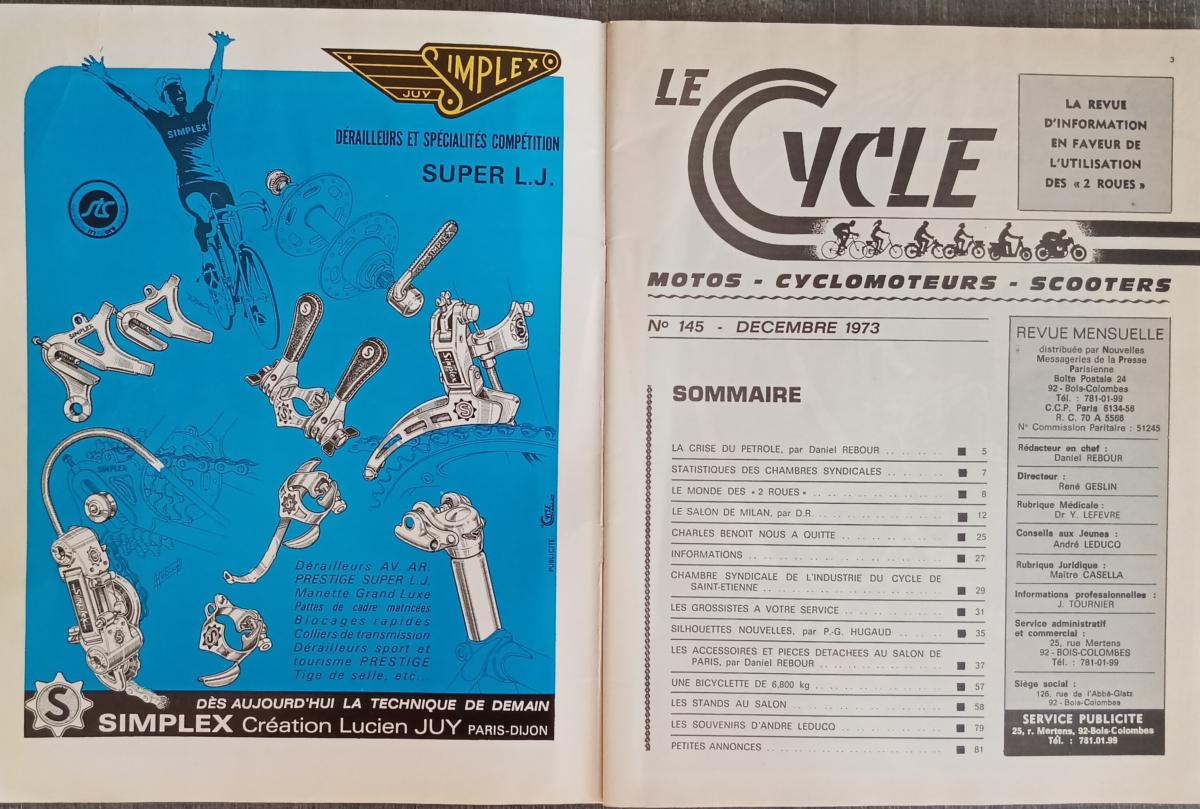 SIMPLEX
JUY
SIMPLEX
DÉRAILLEURS ET SPÉCIALITÉS COMPÉTITION
SUPER L.J.
Dérailleurs AV. AR.
PRESTIGE SUPER L.J.
Manette Grand Luxe
Pattes de cadre matricées
Blocages rapides
Colliers de transmission
Dérailleurs sport et
tourisme PRESTIGE
Tige de selle, etc...
PUBLICITÉ
DÈS AUJOURD'HUI LA TECHNIQUE DE DEMAIN
S
SIMPLEX Création Lucien JUY PARIS-DIJON
3
LE CYCLE
LA REVUE
D'INFORMATION
EN FAVEUR DE
L'UTILISATION
DES « 2 ROUES »
MOTOS - CYCLOMOTEURS - SCOOTERS
Nº 145 - DECEMBRE 1973
SOMMAIRE
LA CRISE DU PETROLE, par Daniel REBOUR 5
STATISTIQUES DES CHAMBRES SYNDICALES 7
LE MONDE DES « 2 ROUES » 8
LE SALON DE MILAN, par D.R. 12
CHARLES BENOIT NOUS A QUITTE 25
INFORMATIONS 27
CHAMBRE SYNDICALE DE L'INDUSTRIE DU CYCLE DE
SAINT-ETIENNE 29
LES GROSSISTES A VOTRE SERVICE 31
SILHOUETTES NOUVELLES, par P.-G. HUGAUD 35
LES ACCESSOIRES ET PIECES DETACHEES AU SALON DE
PARIS, par Daniel REBOUR 37
UNE BICYCLETTE DE 6,800 kg 57
LES STANDS AU SALON 58
LES SOUVENIRS D'ANDRE LEDUCQ 79
PETITES ANNONCES 81
REVUE MENSUELLE
distribuée par Nouvelles
Messageries de la Presse
Parisienne
Boîte Postale 24
92 - Bois-Colombes
Tél. : 781-01-99
C.C.P. Paris 6134-56
R. C. 70 A 5566
Nº Commission Paritaire : 51245
Rédacteur en chef :
Daniel REBOUR
Directeur :
René GESLIN
Rubrique Médicale :
Dr Y. LEFEVRE
Conseils aux Jeunes :
André LEDUCQ
Rubrique Juridique :
Maître CASELLA
Informations professionnelles :
J. TOURNIER
Service administratif
et commercial :
25, rue Mertens
92 - BOIS-COLOMBES
Tél. : 781-01-99
Siège social :
126, rue de l'Abbé-Glatz
92 - Bois-Colombes
SERVICE PUBLICITE
25, r. Mertens, 92-Bois-Colombes
Tél. : 781.01.99